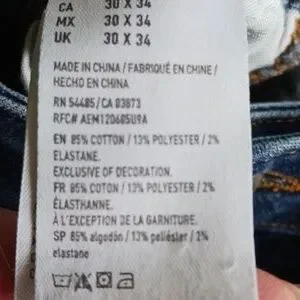 CA 30 X 34
MX 30 X 34
UK 30 X 34
MADE IN CHINA / FABRIQUÉ EN CHINE /
HECHO EN CHINA
RN 54485 / CA 03873
RFC# AEM120605U9A
EN 85% COTTON / 13% POLYESTER / 2%
ELASTANE.
EXCLUSIVE OF DECORATION.
FR 85% COTON / 13% POLYESTER / 2%
ÉLASTHANNE.
À L'EXCEPTION DE LA GARNITURE.
SP 85% algodón / 13% poliéster / 2%
elastano